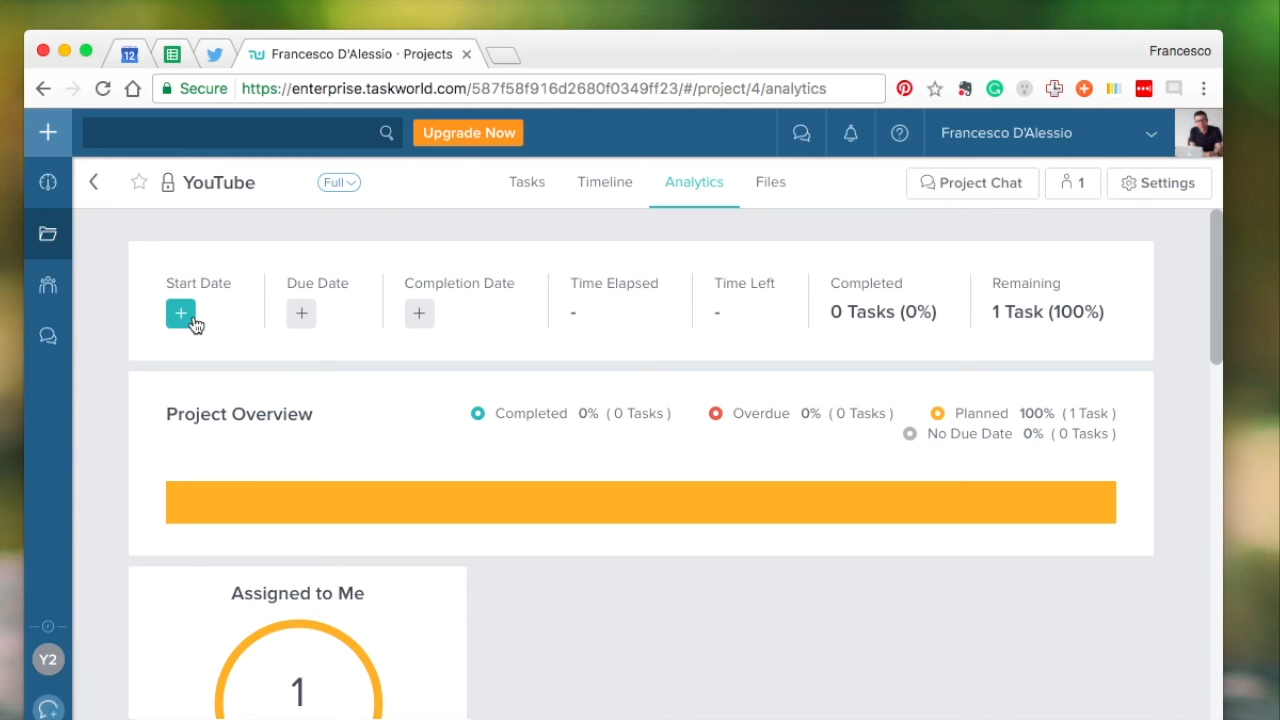 12
Francesco D'Alessio · Projects
Francesco
Secure
https://enterprise.taskworld.com/587f58f916d2680f0349ff23/#/project/4/analytics
Upgrade Now
Francesco D'Alessio
YouTube
Full
Tasks
Timeline
Analytics
Files
Project Chat
1
Settings
Start Date
Due Date
Completion Date
Time Elapsed
Time Left
Completed
Remaining
+
+
+
-
-
0 Tasks (0%)
1 Task (100%)
Project Overview
Completed 0% ( 0 Tasks )
Overdue 0% ( 0 Tasks )
Planned 100% ( 1 Task )
No Due Date 0% ( 0 Tasks )
Assigned to Me
1
Y2